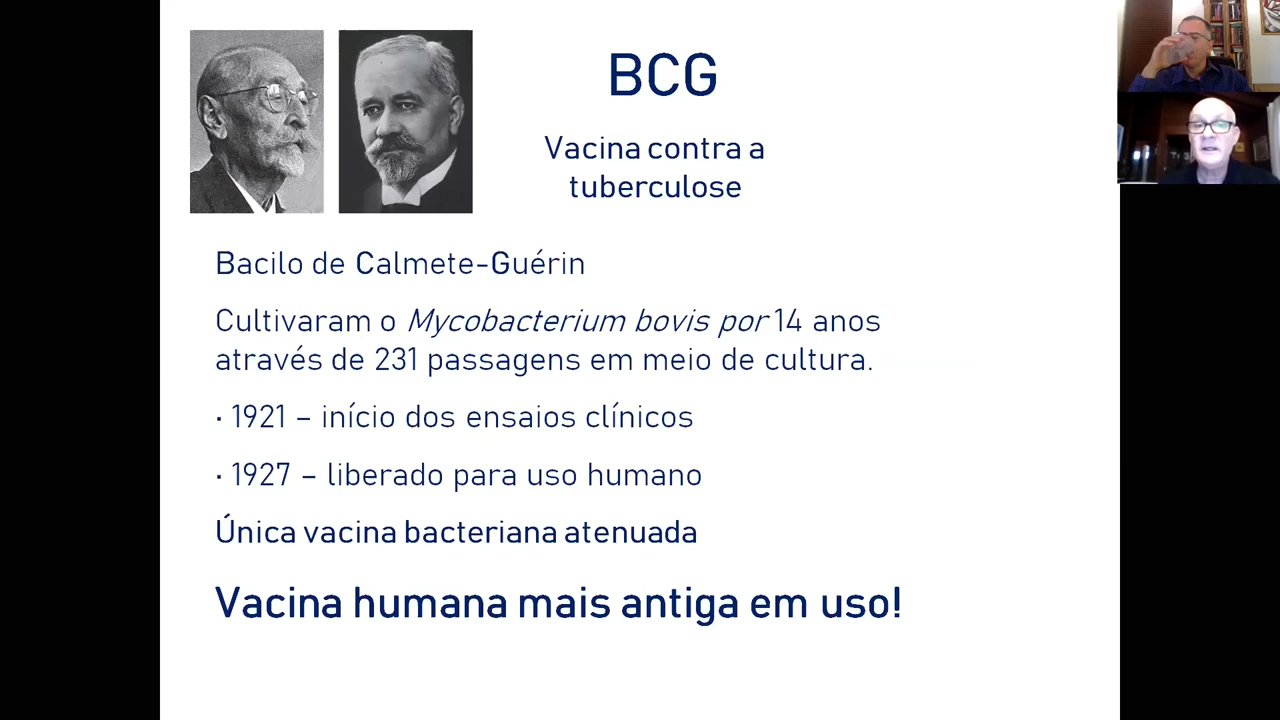 BCG
Vacina contra a
tuberculose
Bacilo de Calmete-Guérin
Cultivaram o Mycobacterium bovis por 14 anos
através de 231 passagens em meio de cultura.
· 1921 – início dos ensaios clínicos
· 1927 – liberado para uso humano
Única vacina bacteriana atenuada
Vacina humana mais antiga em uso!